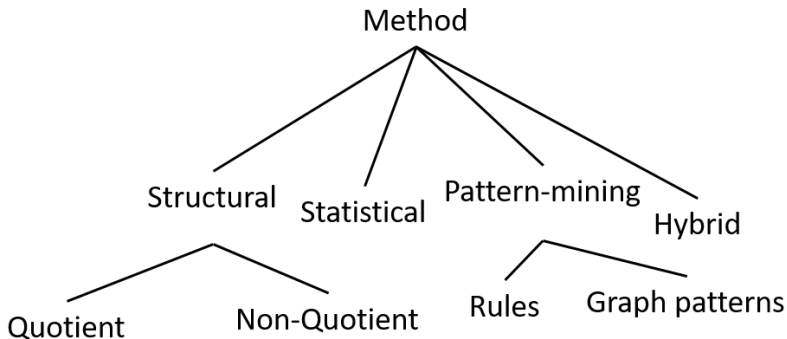 Method
Structural
Statistical
Pattern-mining
Hybrid
Quotient
Non-Quotient
Rules
Graph patterns